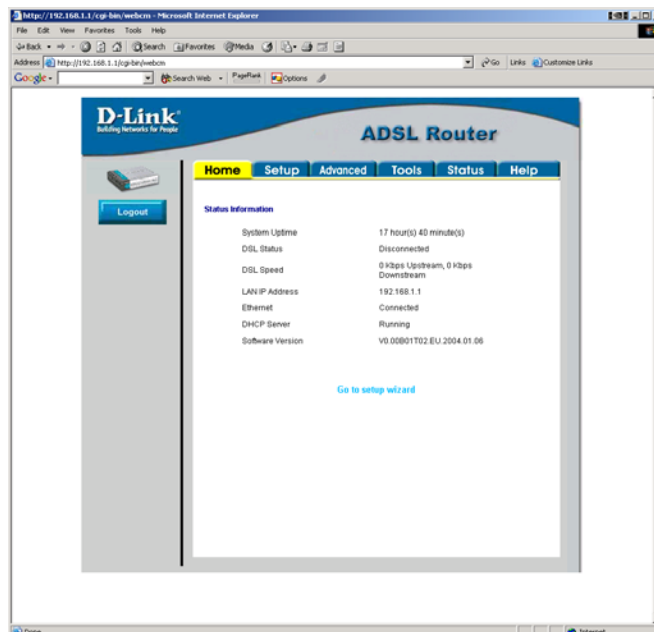 http://192.168.1.1/cgi-bin/webcm - Microsoft Internet Explorer
File Edit View Favorites Tools Help
Back Search Favorites Media
Address http://192.168.1.1/cgi-bin/webcm Go Links Customize Links
Google Search Web PageRank Options
D-Link
Building Networks for People
ADSL Router
Home Setup Advanced Tools Status Help
Logout
Status Information
System Uptime 17 hour(s) 40 minute(s)
DSL Status Disconnected
DSL Speed 0 Kbps Upstream, 0 Kbps
Downstream
LAN IP Address 192.168.1.1
Ethernet Connected
DHCP Server Running
Software Version V0.00B01T02.EU.2004.01.06
Go to setup wizard
Done Internet